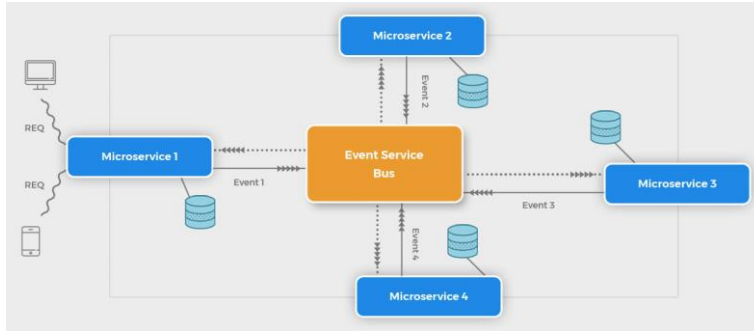 Microservice 2
Event 2
REQ
Microservice 1
Event 1
Event Service
Bus
REQ
Microservice 3
Event 3
Event 4
Microservice 4